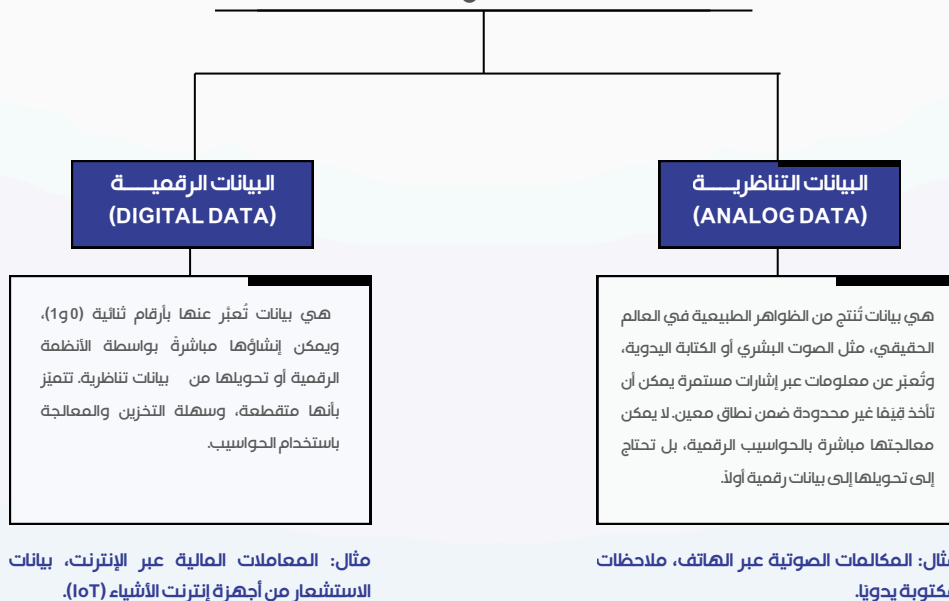 البيانات التناظريـــة
(ANALOG DATA)
هي بيانات تُنتج من الظواهر الطبيعية في العالم
الحقيقي، مثل الصوت البشري أو الكتابة اليدوية،
وتُعبّر عن معلومات عبر إشارات مستمرة يمكن أن
تأخذ قِيَمًا غير محدودة ضمن نطاق معين. لا يمكن
معالجتها مباشرة بالحواسيب الرقمية، بل تحتاج
إلى تحويلها إلى بيانات رقمية أولاً.
مثال: المكالمات الصوتية عبر الهاتف، ملاحظات
مكتوبة يدويًا.
البيانات الرقميـــة
(DIGITAL DATA)
هي بيانات تُعبَّر عنها بأرقام ثنائية (0 و1)،
ويمكن إنشاؤها مباشرةً بواسطة الأنظمة
الرقمية أو تحويلها من بيانات تناظرية. تتميّز
بأنها متقطعة، وسهلة التخزين والمعالجة
باستخدام الحواسيب.
مثال: المعاملات المالية عبر الإنترنت، بيانات
الاستشعار من أجهزة إنترنت الأشياء (IoT).